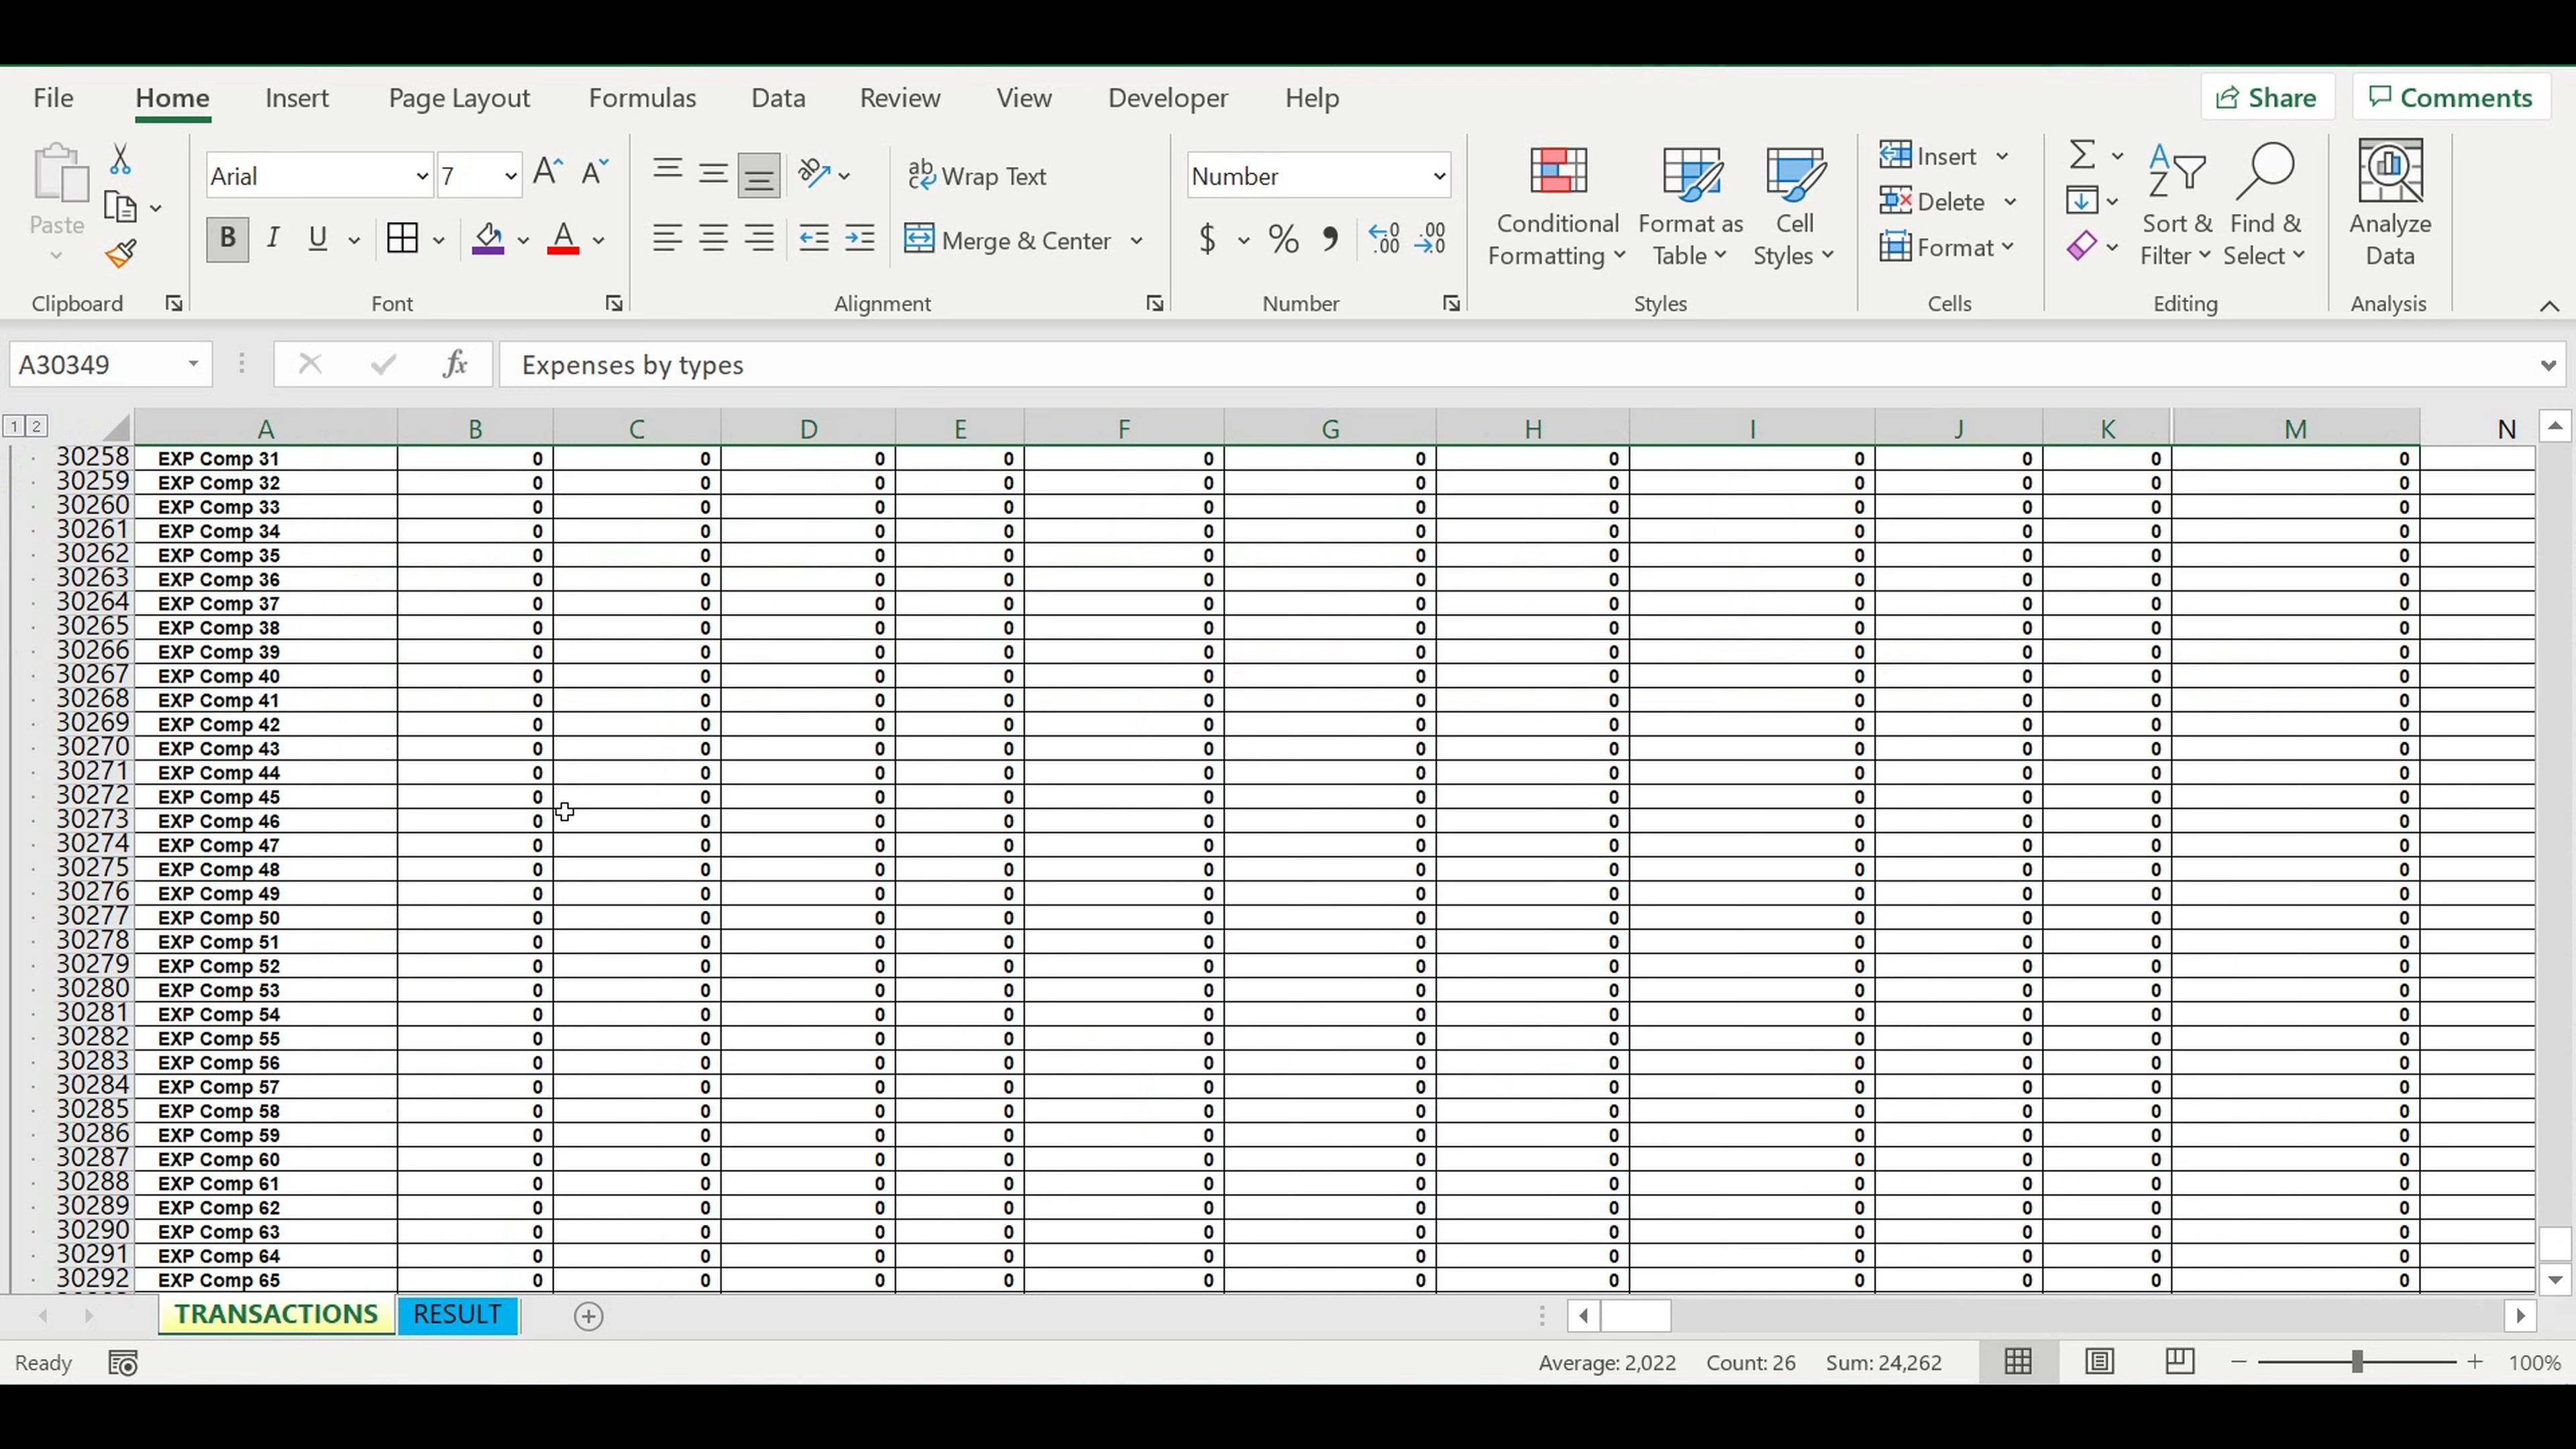 File Home Insert Page Layout Formulas Data Review View Developer Help Share Comments
Paste
Clipboard
Arial 7
B I U
Font
Wrap Text
Merge & Center
Alignment
Number
$ % ,
Number
Conditional Formatting
Format as Table
Cell Styles
Styles
Insert
Delete
Format
Cells
Sort & Filter
Find & Select
Editing
Analyze Data
Analysis
A30349 fx Expenses by types
1 2 A B C D E F G H I J K M N
30258 EXP Comp 31 0 0 0 0 0 0 0 0 0 0 0
30259 EXP Comp 32 0 0 0 0 0 0 0 0 0 0 0
30260 EXP Comp 33 0 0 0 0 0 0 0 0 0 0 0
30261 EXP Comp 34 0 0 0 0 0 0 0 0 0 0 0
30262 EXP Comp 35 0 0 0 0 0 0 0 0 0 0 0
30263 EXP Comp 36 0 0 0 0 0 0 0 0 0 0 0
30264 EXP Comp 37 0 0 0 0 0 0 0 0 0 0 0
30265 EXP Comp 38 0 0 0 0 0 0 0 0 0 0 0
30266 EXP Comp 39 0 0 0 0 0 0 0 0 0 0 0
30267 EXP Comp 40 0 0 0 0 0 0 0 0 0 0 0
30268 EXP Comp 41 0 0 0 0 0 0 0 0 0 0 0
30269 EXP Comp 42 0 0 0 0 0 0 0 0 0 0 0
30270 EXP Comp 43 0 0 0 0 0 0 0 0 0 0 0
30271 EXP Comp 44 0 0 0 0 0 0 0 0 0 0 0
30272 EXP Comp 45 0 0 0 0 0 0 0 0 0 0 0
30273 EXP Comp 46 0 0 0 0 0 0 0 0 0 0 0
30274 EXP Comp 47 0 0 0 0 0 0 0 0 0 0 0
30275 EXP Comp 48 0 0 0 0 0 0 0 0 0 0 0
30276 EXP Comp 49 0 0 0 0 0 0 0 0 0 0 0
30277 EXP Comp 50 0 0 0 0 0 0 0 0 0 0 0
30278 EXP Comp 51 0 0 0 0 0 0 0 0 0 0 0
30279 EXP Comp 52 0 0 0 0 0 0 0 0 0 0 0
30280 EXP Comp 53 0 0 0 0 0 0 0 0 0 0 0
30281 EXP Comp 54 0 0 0 0 0 0 0 0 0 0 0
30282 EXP Comp 55 0 0 0 0 0 0 0 0 0 0 0
30283 EXP Comp 56 0 0 0 0 0 0 0 0 0 0 0
30284 EXP Comp 57 0 0 0 0 0 0 0 0 0 0 0
30285 EXP Comp 58 0 0 0 0 0 0 0 0 0 0 0
30286 EXP Comp 59 0 0 0 0 0 0 0 0 0 0 0
30287 EXP Comp 60 0 0 0 0 0 0 0 0 0 0 0
30288 EXP Comp 61 0 0 0 0 0 0 0 0 0 0 0
30289 EXP Comp 62 0 0 0 0 0 0 0 0 0 0 0
30290 EXP Comp 63 0 0 0 0 0 0 0 0 0 0 0
30291 EXP Comp 64 0 0 0 0 0 0 0 0 0 0 0
30292 EXP Comp 65 0 0 0 0 0 0 0 0 0 0 0
TRANSACTIONS RESULT
Ready Average: 2,022 Count: 26 Sum: 24,262 100%